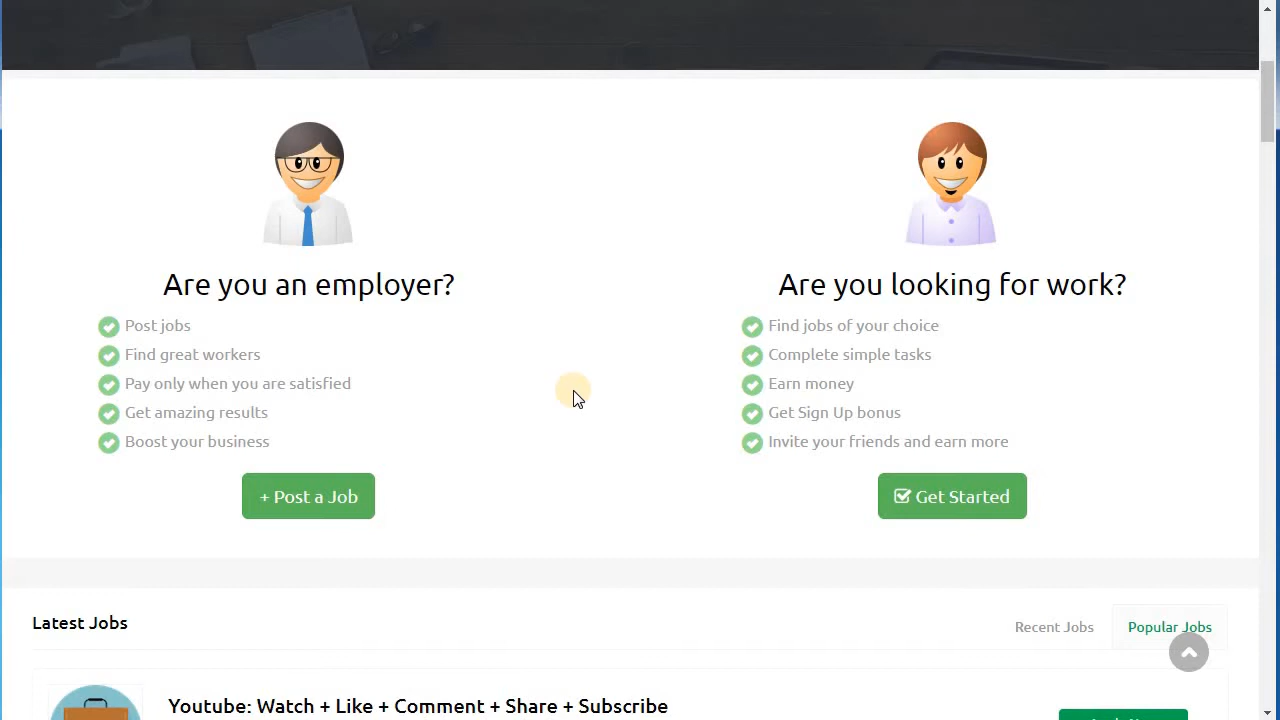 Are you an employer?
Post jobs
Find great workers
Pay only when you are satisfied
Get amazing results
Boost your business
+ Post a Job
Are you looking for work?
Find jobs of your choice
Complete simple tasks
Earn money
Get Sign Up bonus
Invite your friends and earn more
Get Started
Latest Jobs
Recent Jobs
Popular Jobs
Youtube: Watch + Like + Comment + Share + Subscribe